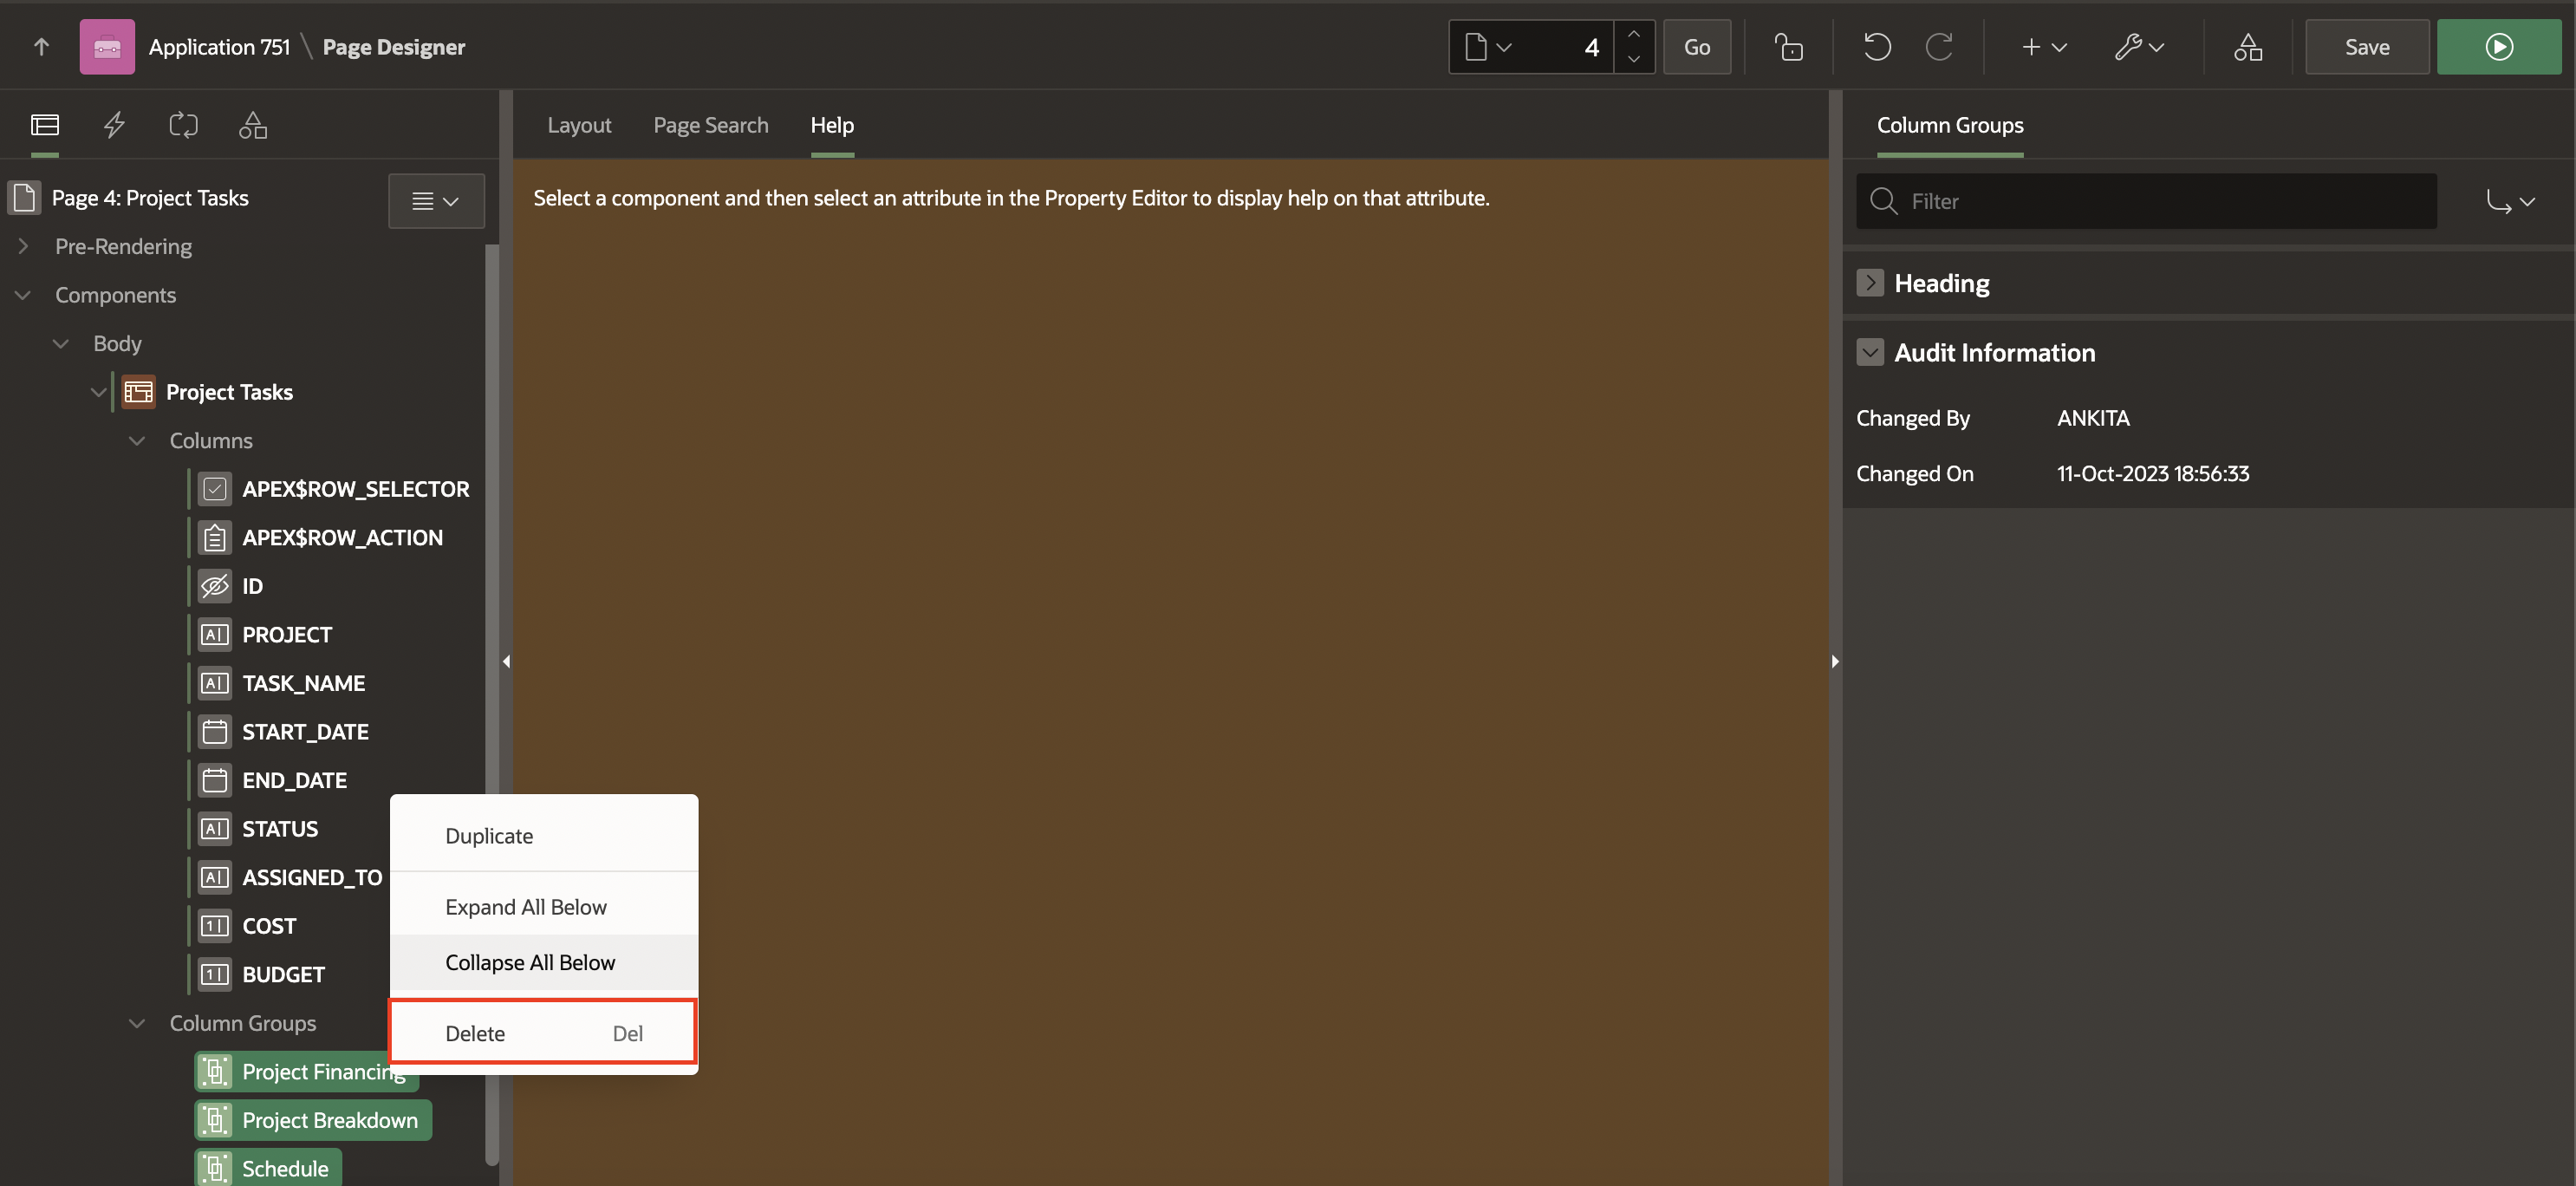 Application 751 \ Page Designer
4
Go
Save
Layout
Page Search
Help
Column Groups
Page 4: Project Tasks
Select a component and then select an attribute in the Property Editor to display help on that attribute.
Filter
Pre-Rendering
Components
Heading
Body
Audit Information
Project Tasks
Changed By ANKITA
Columns
Changed On 11-Oct-2023 18:56:33
APEX$ROW_SELECTOR
APEX$ROW_ACTION
ID
PROJECT
TASK_NAME
START_DATE
END_DATE
STATUS
ASSIGNED_TO
COST
BUDGET
Column Groups
Project Financing
Project Breakdown
Schedule
Duplicate
Expand All Below
Collapse All Below
Delete Del